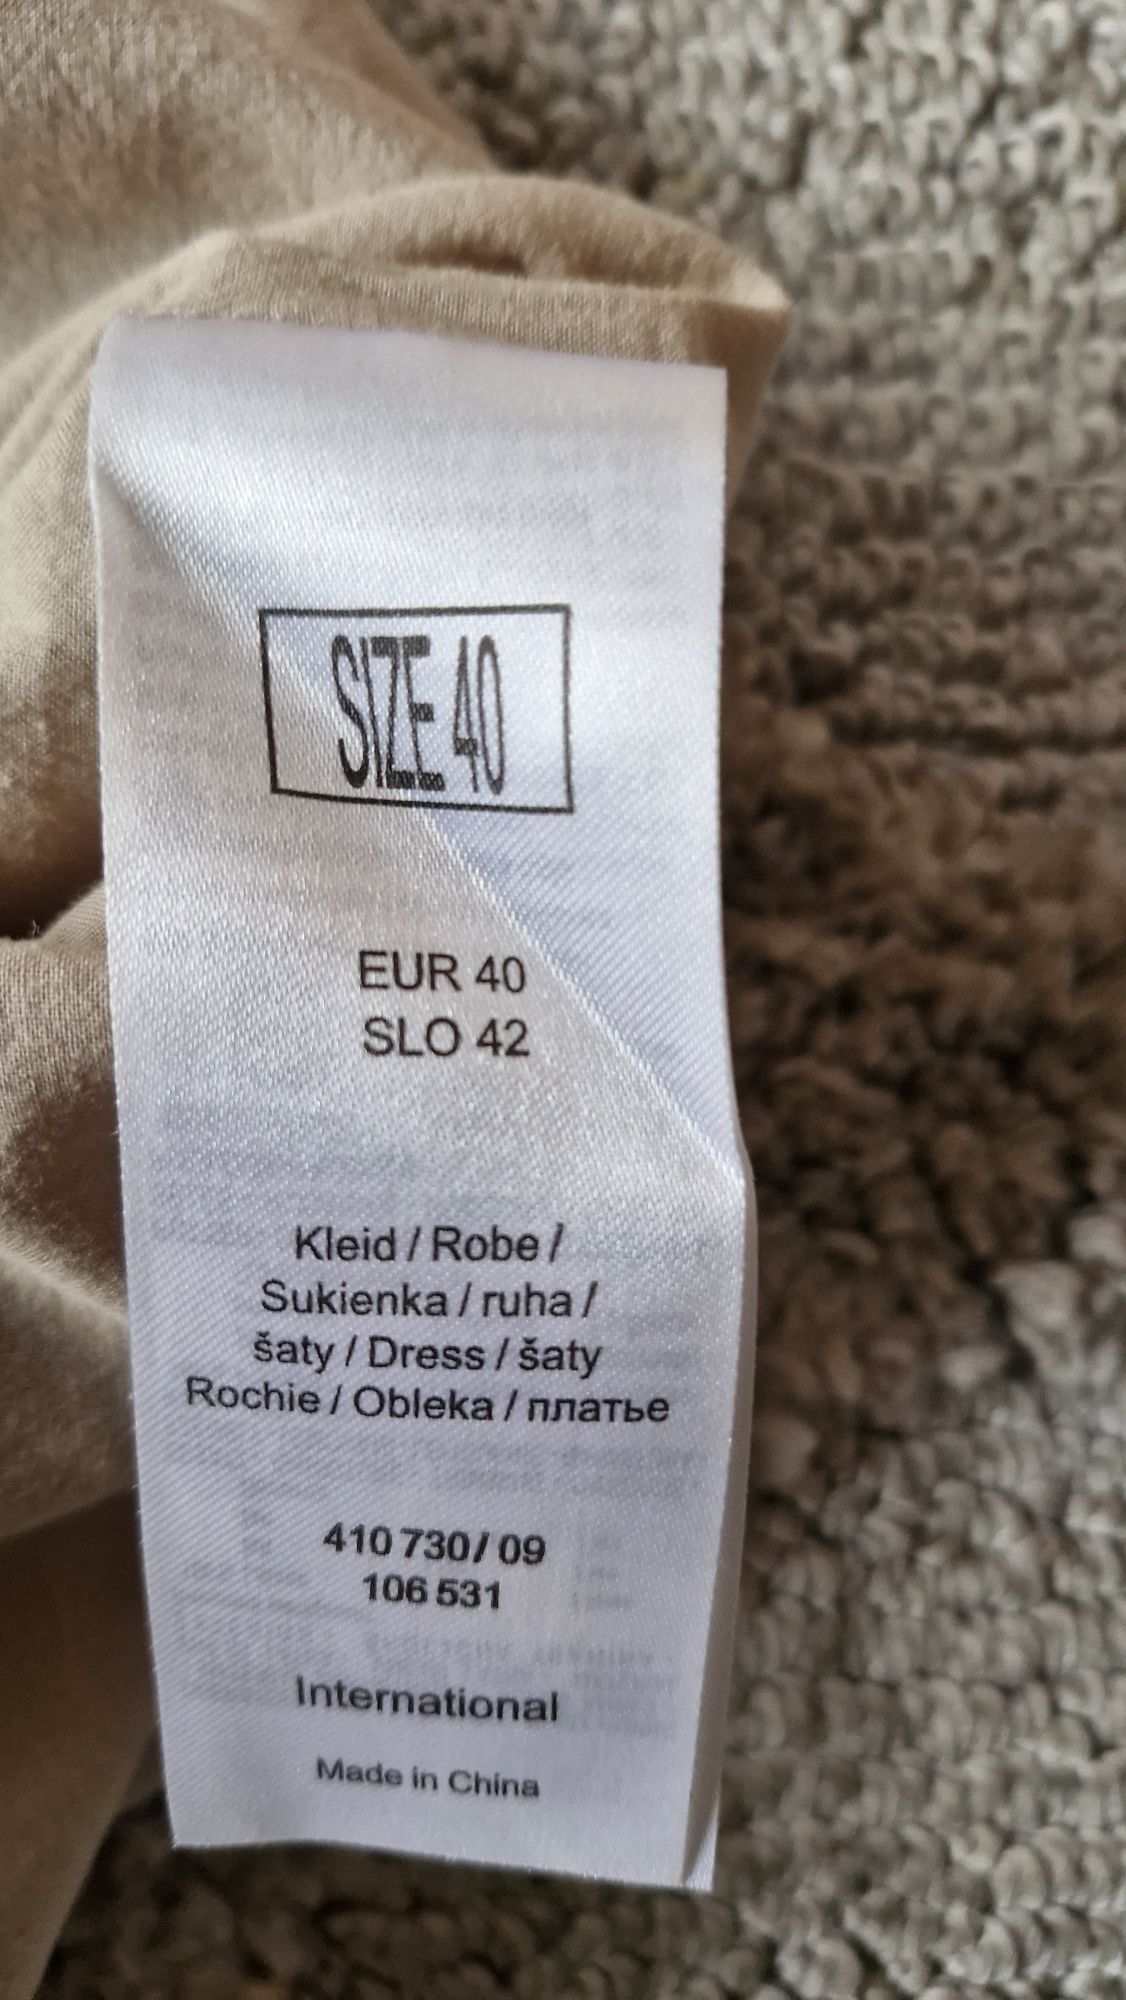 SIZE 40
EUR 40
SLO 42
Kleid / Robe /
Sukienka / ruha /
šaty / Dress / šaty
Rochie / Obleka / платье
410 730/ 09
106 531
International
Made in China